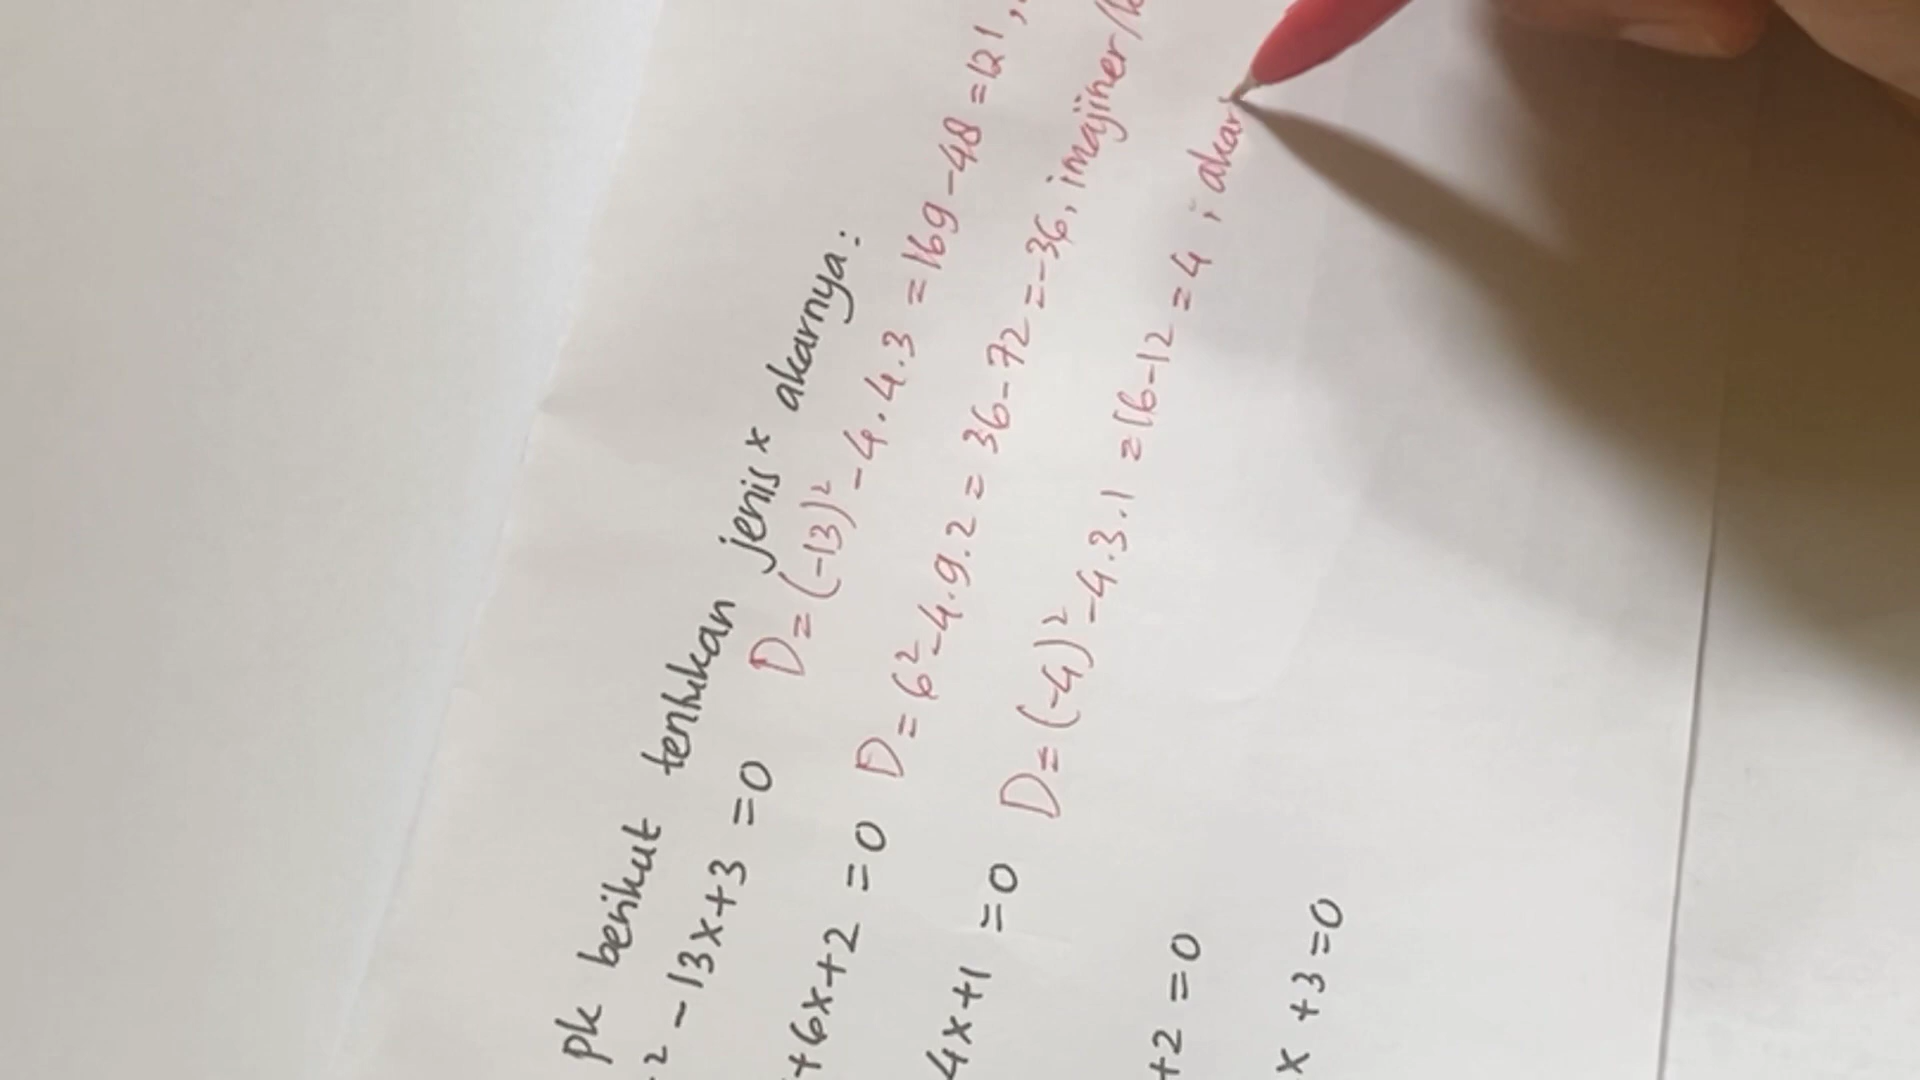 pk berikut tentukan jenis x akarnya:
² - 13x + 3 = 0 D = (-13)² - 4 . 4 . 3 = 169 - 48 = 121,
+ 6x + 2 = 0 D = 6² - 4 . 9 . 2 = 36 - 72 = -36, imajiner/
4x + 1 = 0 D = (-4)² - 4 . 3 . 1 = 16 - 12 = 4 ; akar
+ 2 = 0
x + 3 = 0